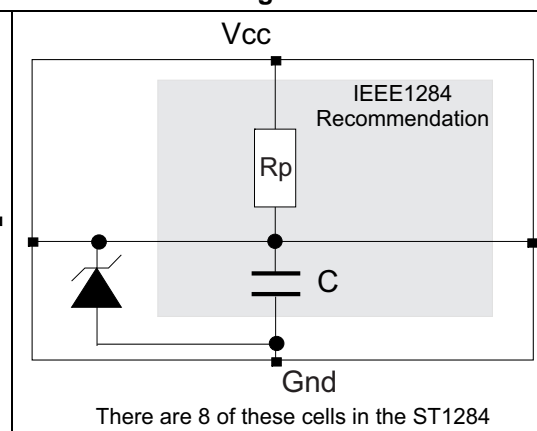 Vcc
IEEE1284
Recommendation
Rp
C
Gnd
There are 8 of these cells in the ST1284